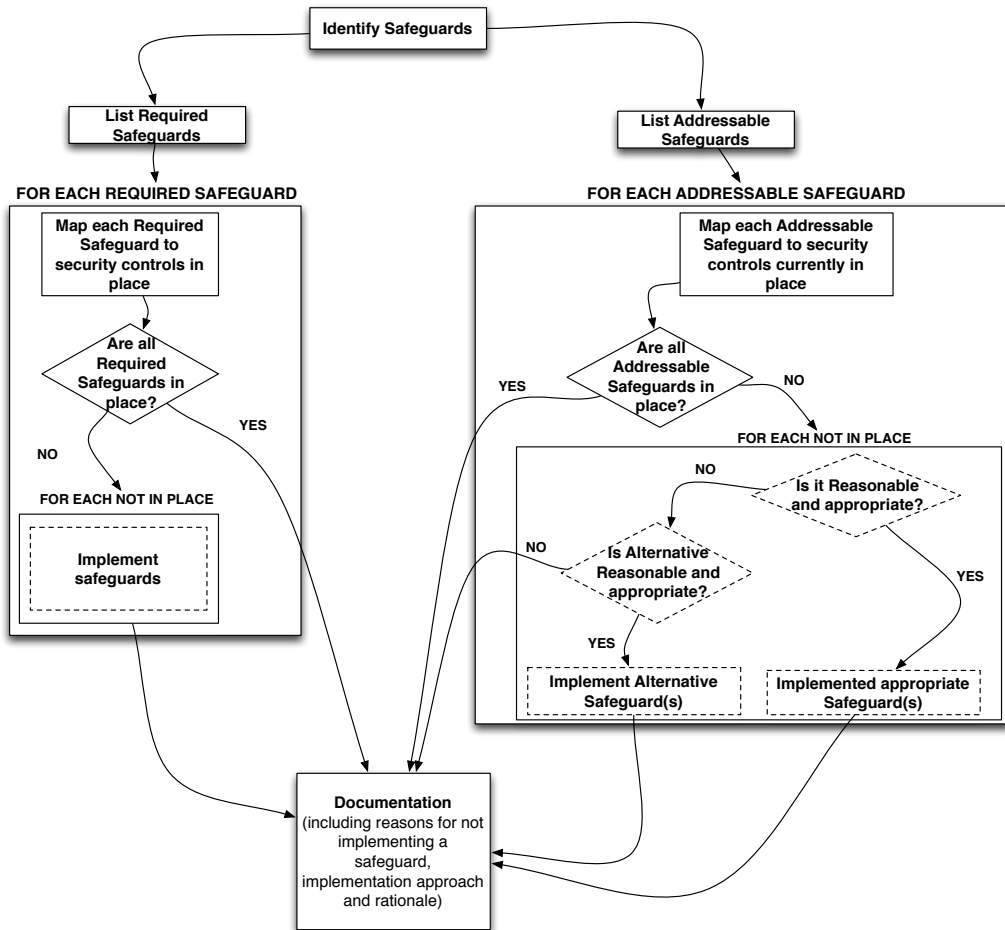 Identify Safeguards
List Required
Safeguards
List Addressable
Safeguards
FOR EACH REQUIRED SAFEGUARD
Map each Required
Safeguard to
security controls in
place
Are all
Required
Safeguards in
place?
NO
YES
FOR EACH NOT IN PLACE
Implement
safeguards
FOR EACH ADDRESSABLE SAFEGUARD
Map each Addressable
Safeguard to security
controls currently in
place
Are all
Addressable
Safeguards in
place?
YES
NO
FOR EACH NOT IN PLACE
Is it Reasonable
and appropriate?
NO
YES
Is Alternative
Reasonable and
appropriate?
NO
YES
Implement Alternative
Safeguard(s)
Implemented appropriate
Safeguard(s)
Documentation
(including reasons for not
implementing a
safeguard,
implementation approach
and rationale)